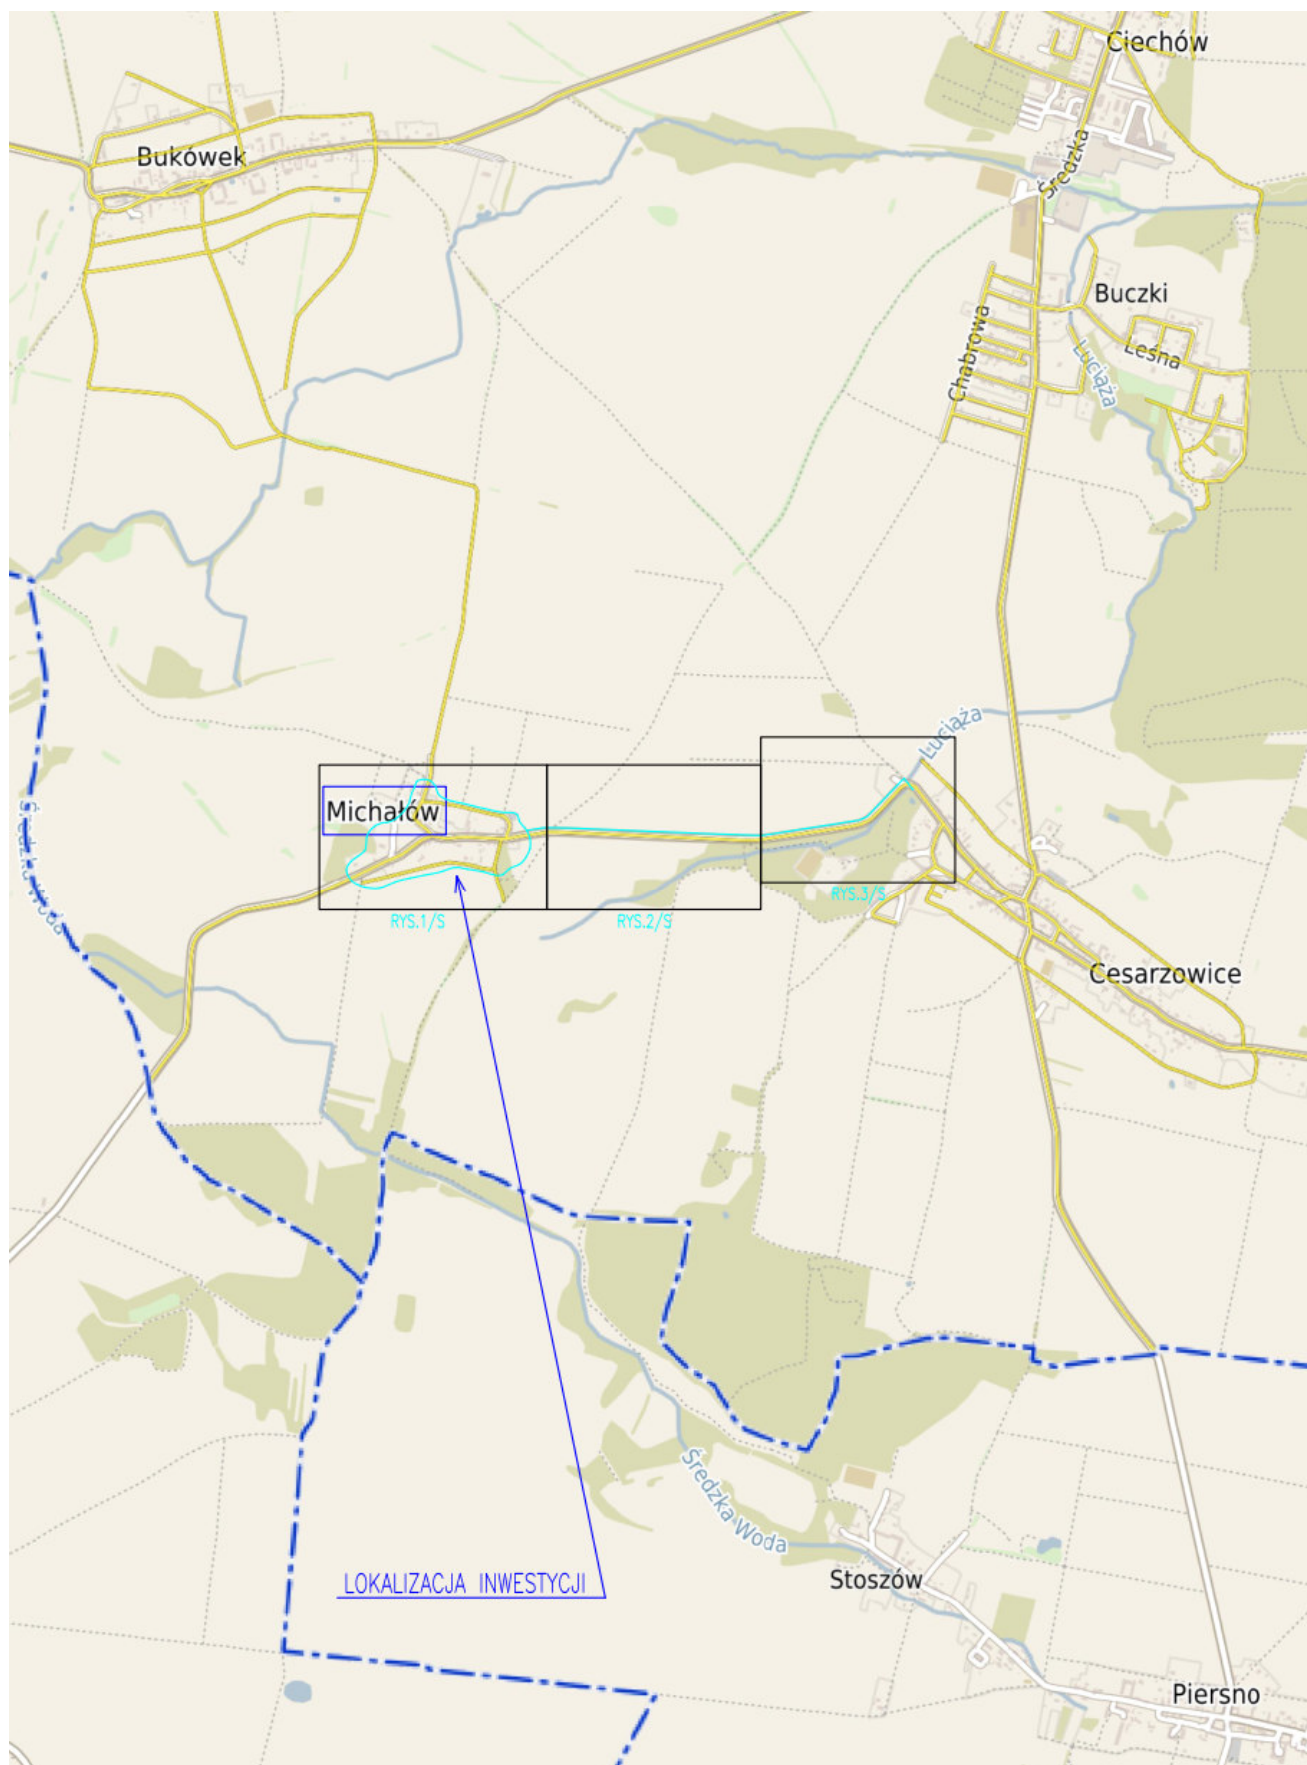 Ciechów
Bukówek
Średzka
Buczki
Chabrowa
Leśna
Luciąża
Luciąża
Michałów
Średzka Woda
RYS.1/S
RYS.2/S
RYS.3/S
Cesarzowice
Średzka Woda
LOKALIZACJA INWESTYCJI
Stoszów
Piersno